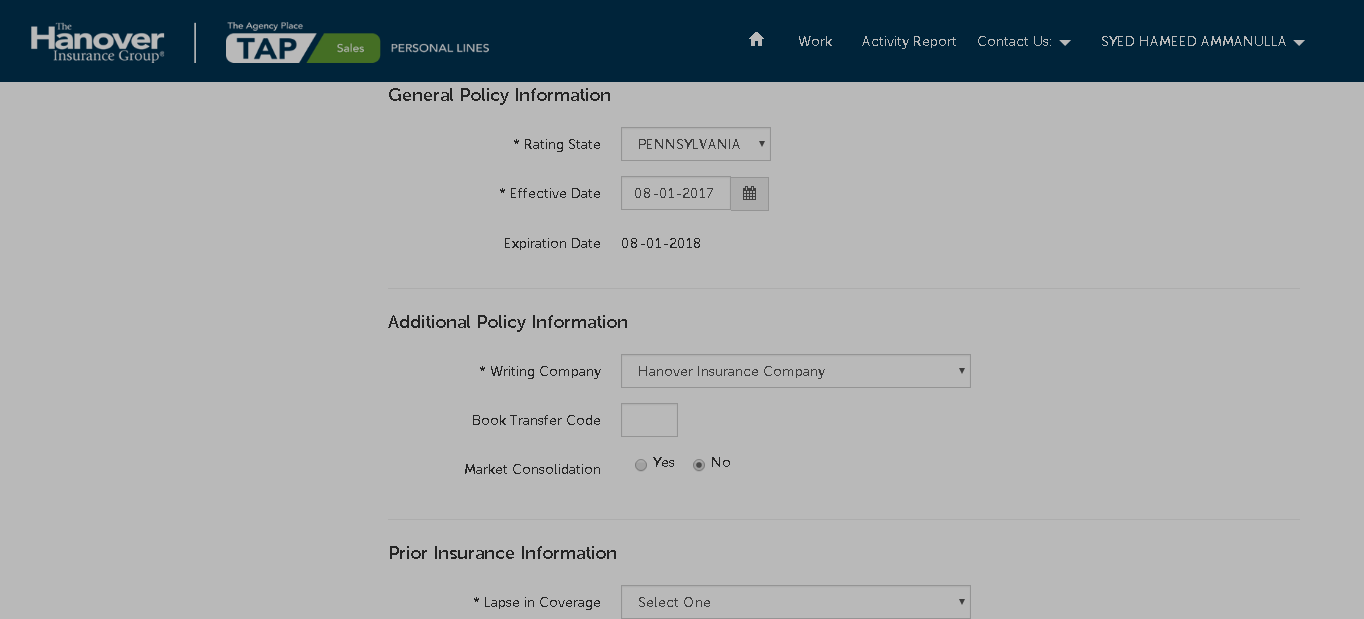 The
Hanover
Insurance Group®
The Agency Place
TAP Sales PERSONAL LINES
Work Activity Report Contact Us: SYED HAMEED AMMANULLA
General Policy Information
* Rating State PENNSYLVANIA
* Effective Date 08-01-2017
Expiration Date 08-01-2018
Additional Policy Information
* Writing Company Hanover Insurance Company
Book Transfer Code
Market Consolidation Yes No
Prior Insurance Information
* Lapse in Coverage Select One